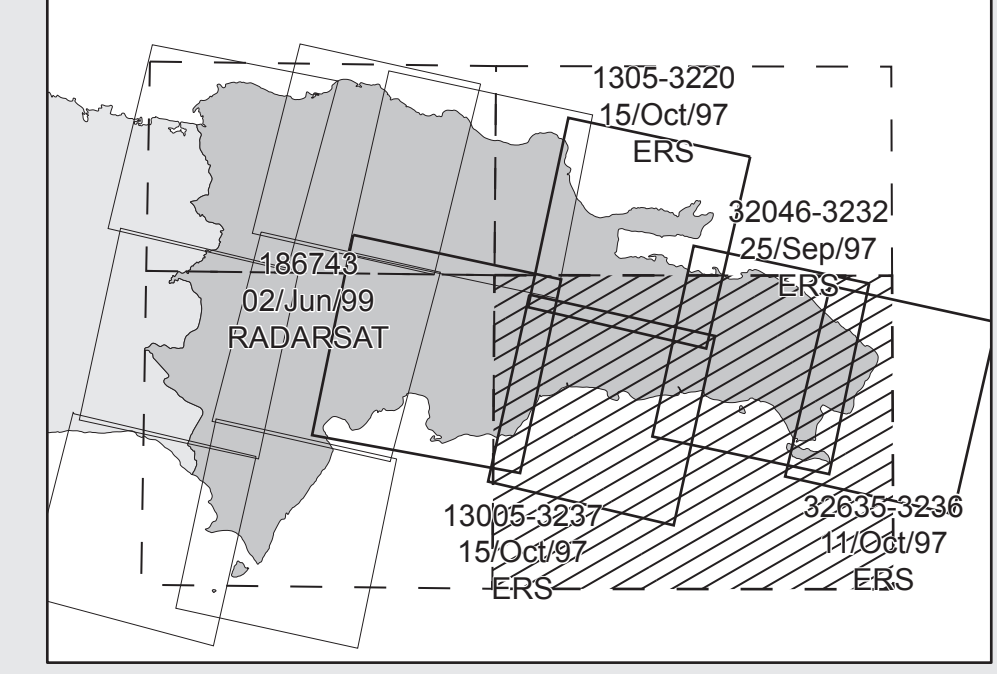 1305-3220
15/Oct/97
ERS
32046-3232
25/Sep/97
ERS
186743
02/Jun/99
RADARSAT
13005-3237
15/Oct/97
ERS
32635-3236
11/Oct/97
ERS